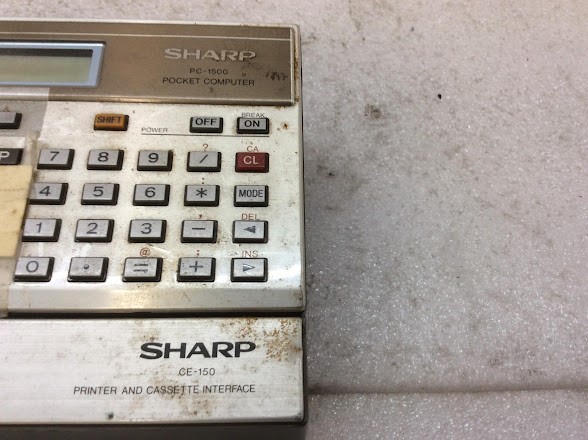 SHARP
PC-1500
POCKET COMPUTER
BREAK
SHIFT POWER OFF ON
? CA
P 7 8 9 / CL
:
4 5 6 * MODE
, DEL
1 2 3 - ◄
@ ; INS
0 . = + ►
SHARP
CE-150
PRINTER AND CASSETTE INTERFACE